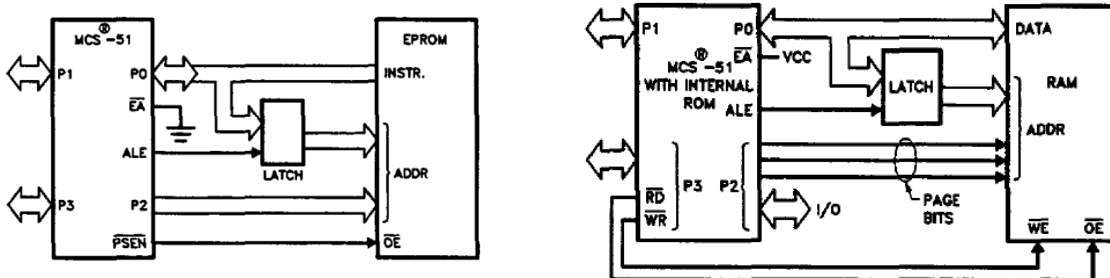 MCS®-51
P1
P0
EA
ALE
P3
P2
PSEN
LATCH
EPROM
INSTR.
ADDR
OE
P1
P0
®
MCS-51
WITH INTERNAL
ROM
EA
VCC
ALE
LATCH
DATA
RAM
ADDR
P3
P2
RD
WR
I/O
PAGE
BITS
WE
OE